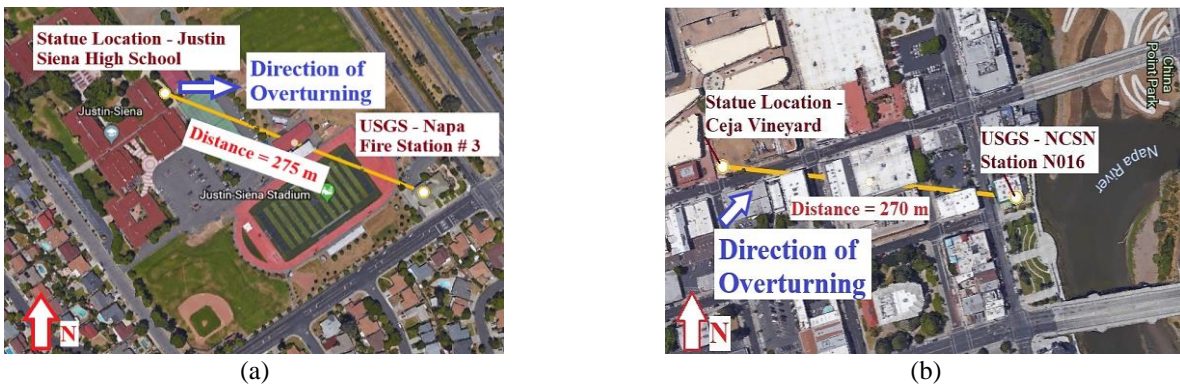 Statue Location - Justin
Siena High School
Direction of
Overturning
Justin-Siena
USGS - Napa
Fire Station # 3
Distance = 275 m
Justin-Siena Stadium
N
(a)
China
Point Park
Statue Location -
Ceja Vineyard
USGS - NCSN
Station N016
Napa River
Distance = 270 m
Direction of
Overturning
N
(b)